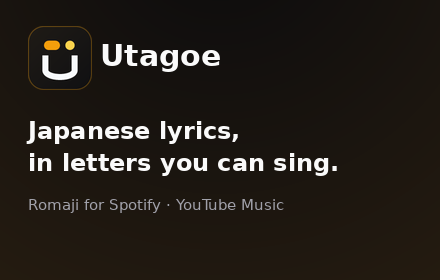 Utagoe
Japanese lyrics,
in letters you can sing.
Romaji for Spotify · YouTube Music